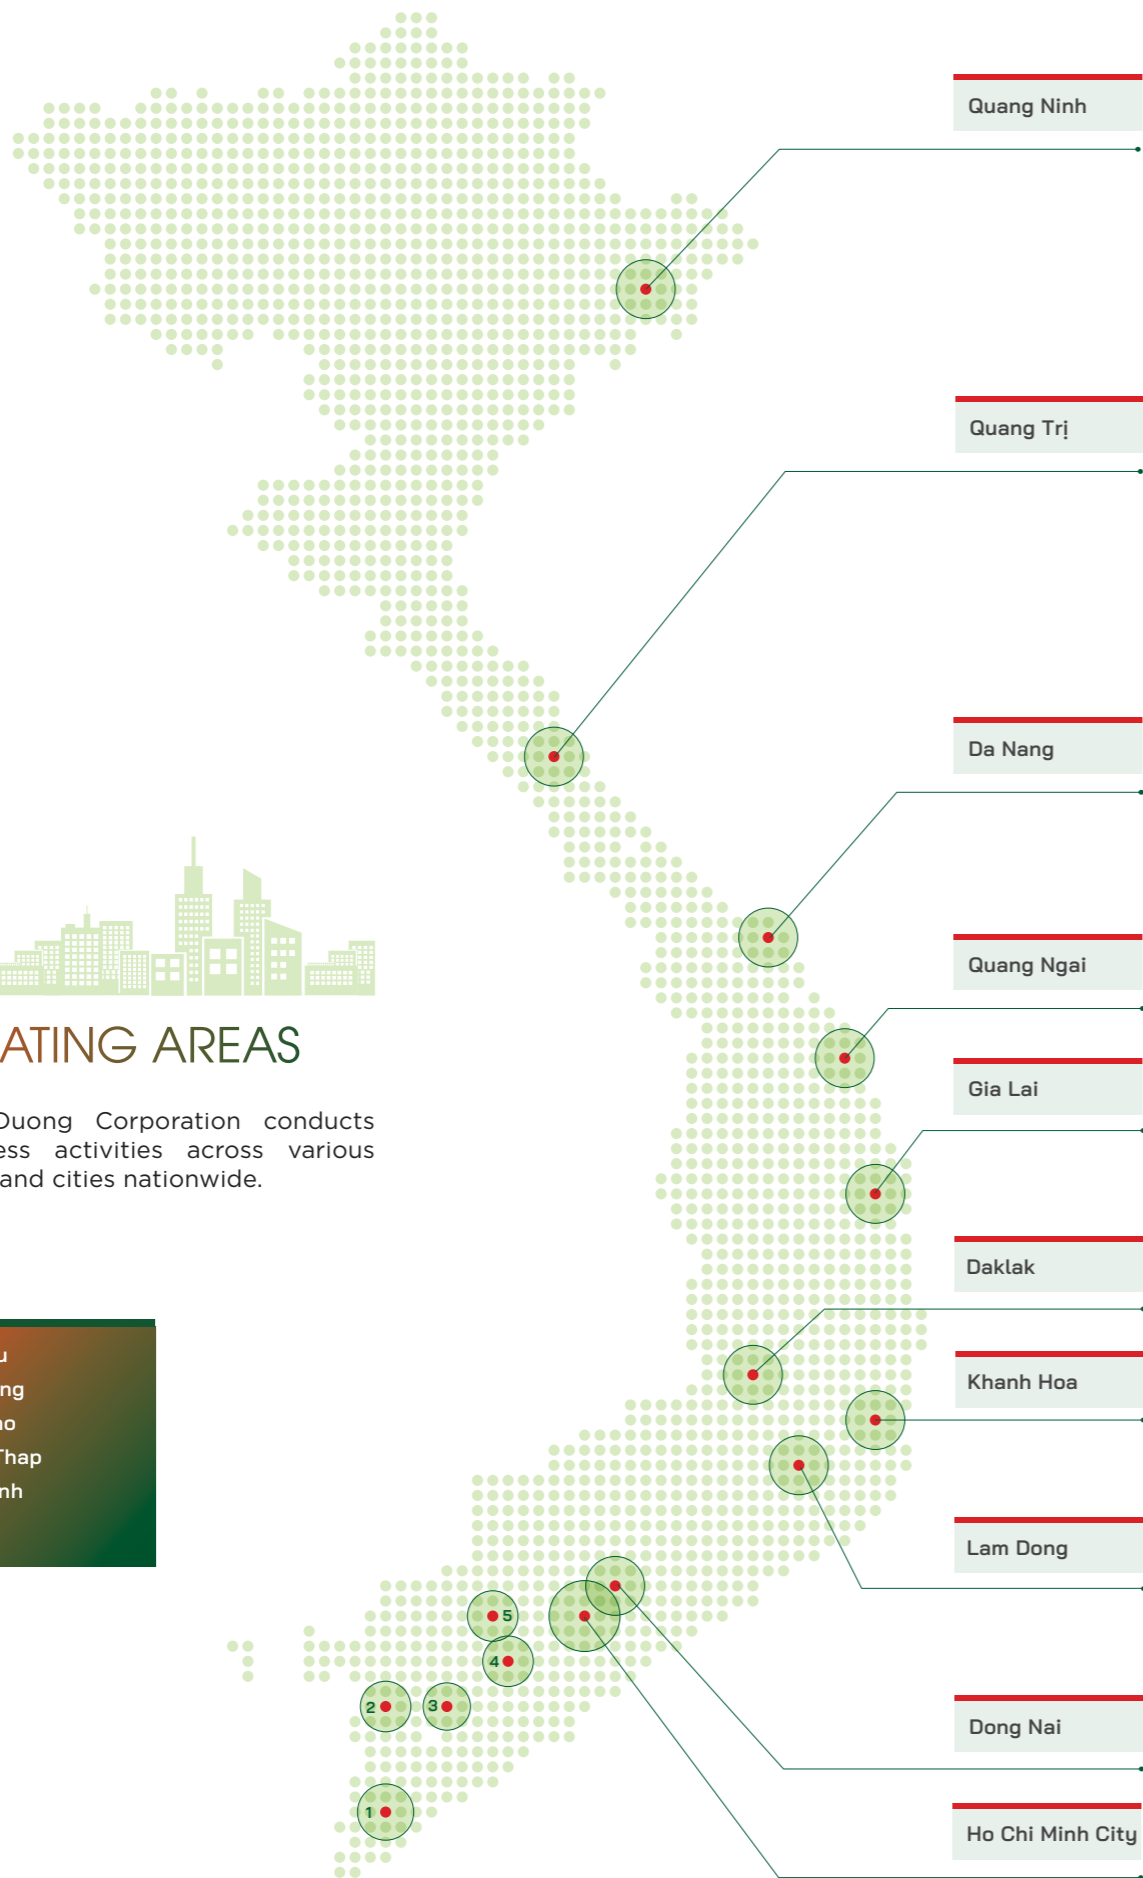 Quang Ninh
Quang Trị
Da Nang
Quang Ngai
ATING AREAS
Gia Lai
Duong Corporation conducts
ess activities across various
and cities nationwide.
Daklak
Khanh Hoa
u
ng
ao
Thap
nh
Lam Dong
5
4
2
3
1
Dong Nai
Ho Chi Minh City